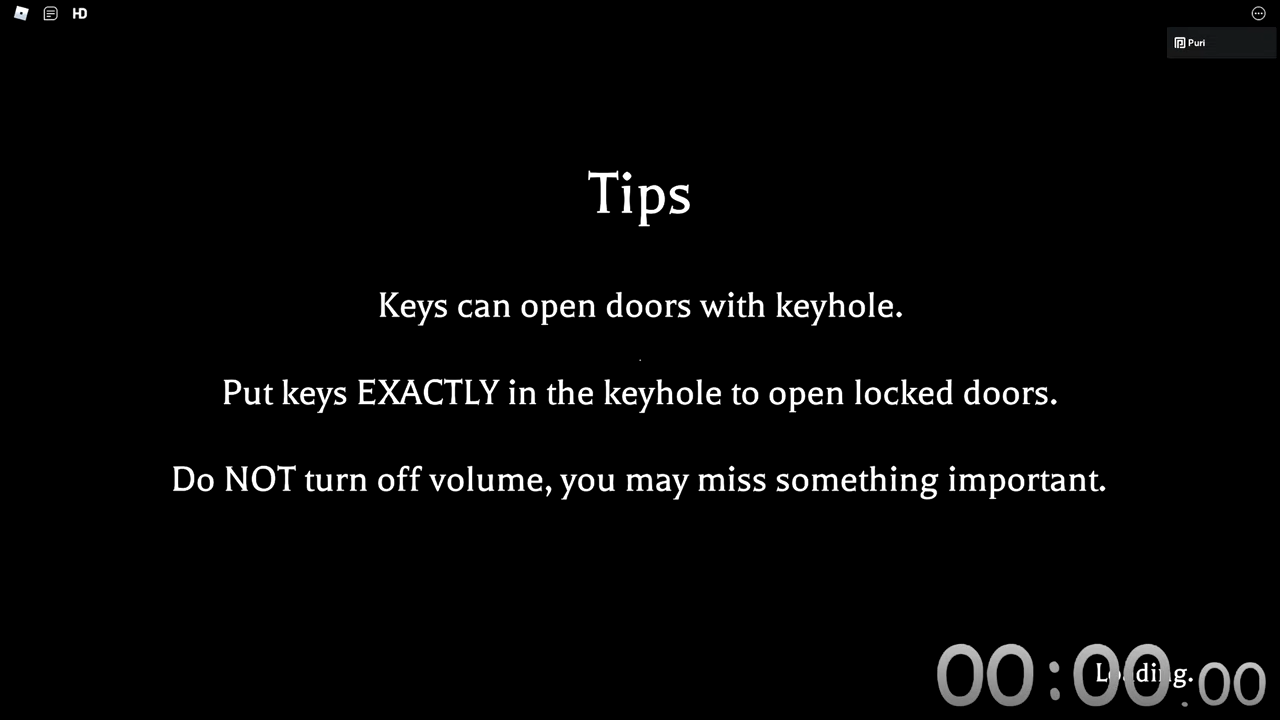 HD
Puri
Tips
Keys can open doors with keyhole.
Put keys EXACTLY in the keyhole to open locked doors.
Do NOT turn off volume, you may miss something important.
Loading.
00:00.00